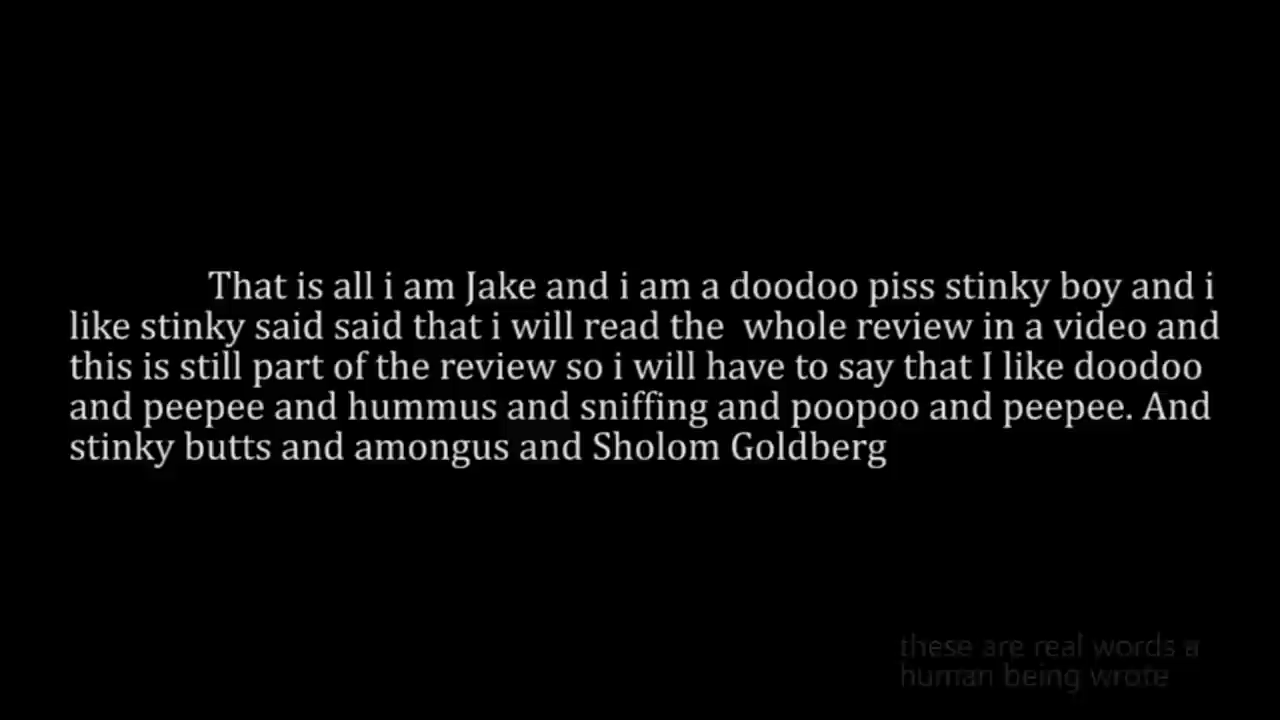 That is all i am Jake and i am a doodoo piss stinky boy and i
like stinky said said that i will read the  whole review in a video and
this is still part of the review so i will have to say that I like doodoo
and peepee and hummus and sniffing and poopoo and peepee. And
stinky butts and amongus and Sholom Goldberg
these are real words a
human being wrote